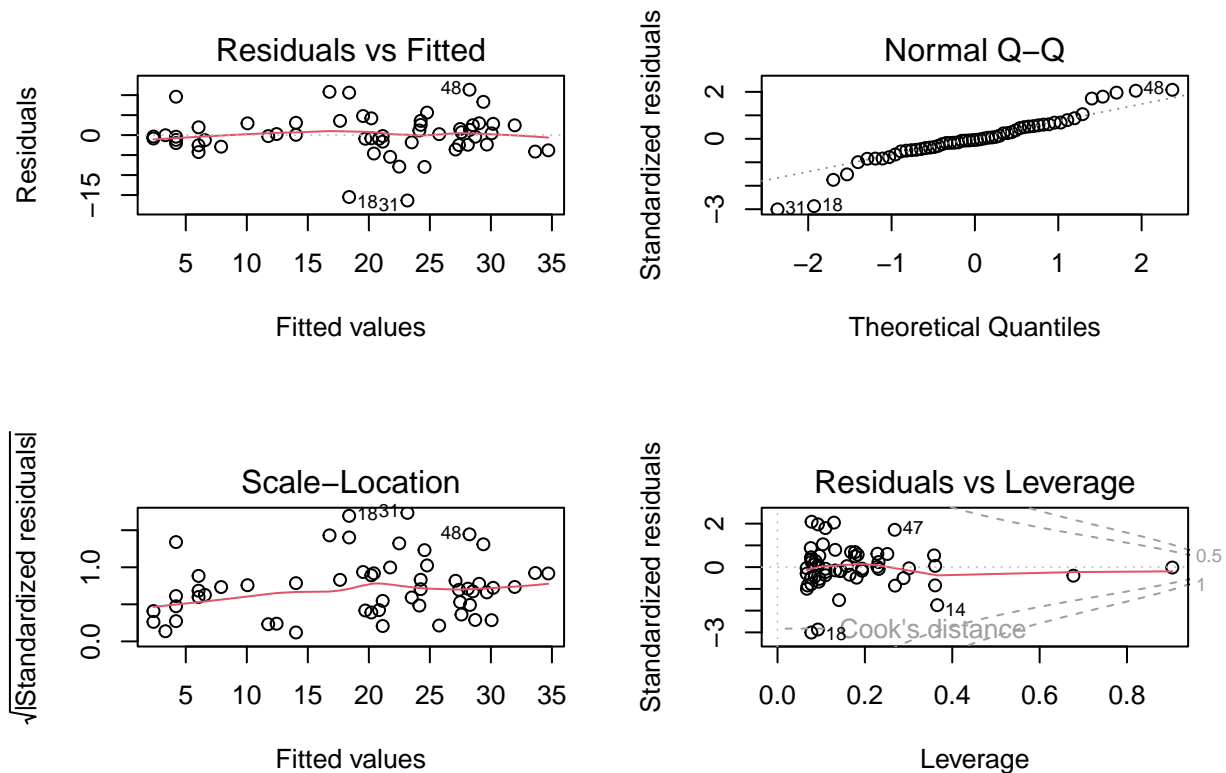 Residuals vs Fitted
Residuals
0
−15
48
18
31
5 10 15 20 25 30 35
Fitted values
Normal Q−Q
Standardized residuals
2
0
−3
48
31
18
−2 −1 0 1 2
Theoretical Quantiles
Scale−Location
√|Standardized residuals|
1.0
0.0
18
31
48
5 10 15 20 25 30 35
Fitted values
Residuals vs Leverage
Standardized residuals
2
0
−3
47
14
18
Cook's distance
0.5
1
0.0 0.2 0.4 0.6 0.8
Leverage